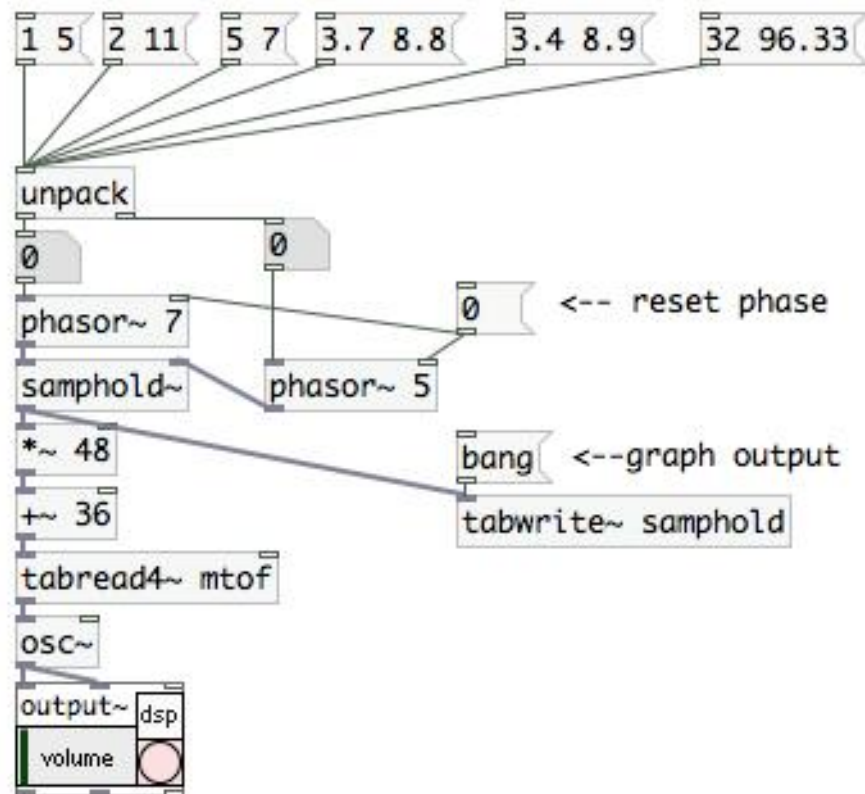 1 5
2 11
5 7
3.7 8.8
3.4 8.9
32 96.33
unpack
0
0
0
<-- reset phase
phasor~ 7
samphold~
phasor~ 5
*~ 48
bang
<--graph output
+~ 36
tabwrite~ samphold
tabread4~ mtof
osc~
output~
dsp
volume